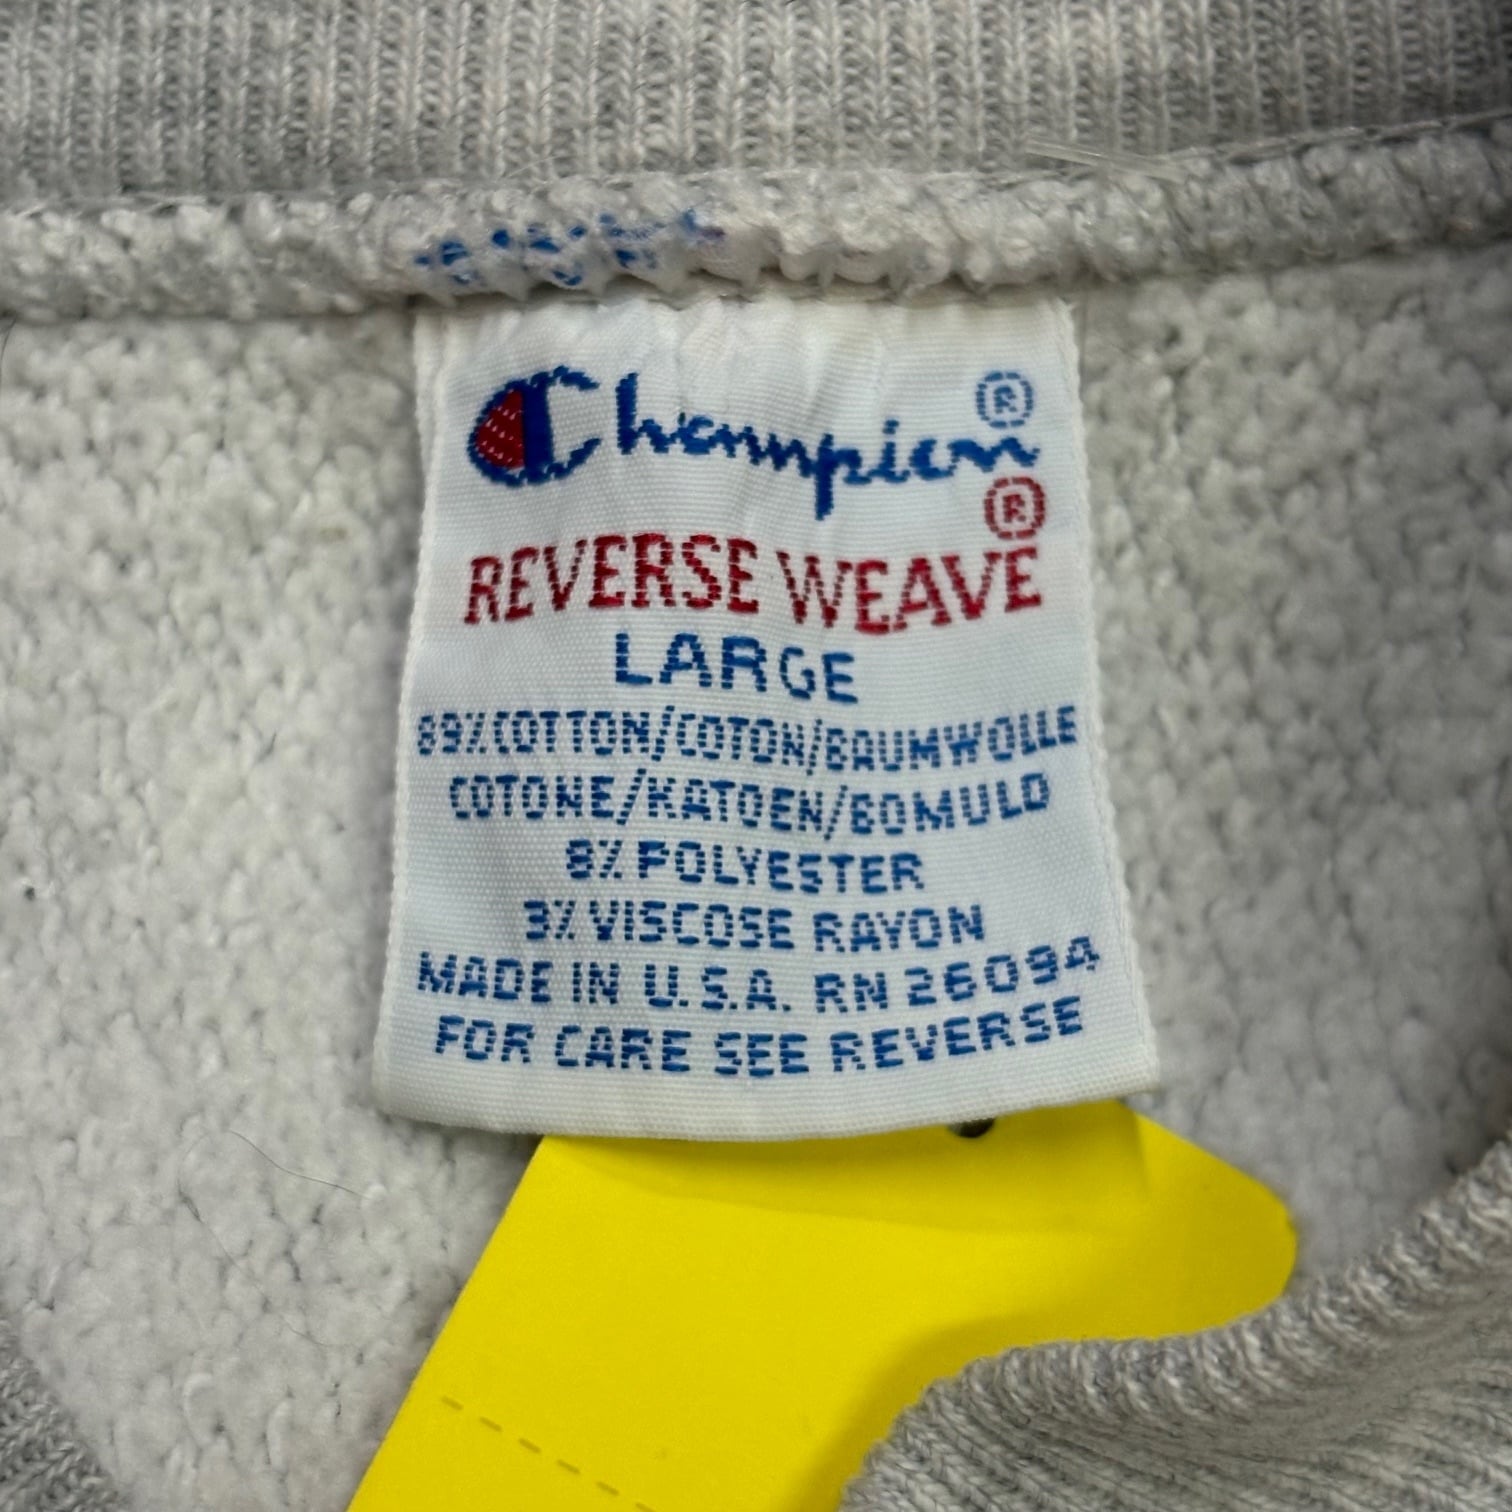 Champion®
REVERSE WEAVE®
LARGE
89% COTTON/COTON/BAUMWOLLE
COTONE/KATOEN/BOMULD
8% POLYESTER
3% VISCOSE RAYON
MADE IN U.S.A. RN 26094
FOR CARE SEE REVERSE